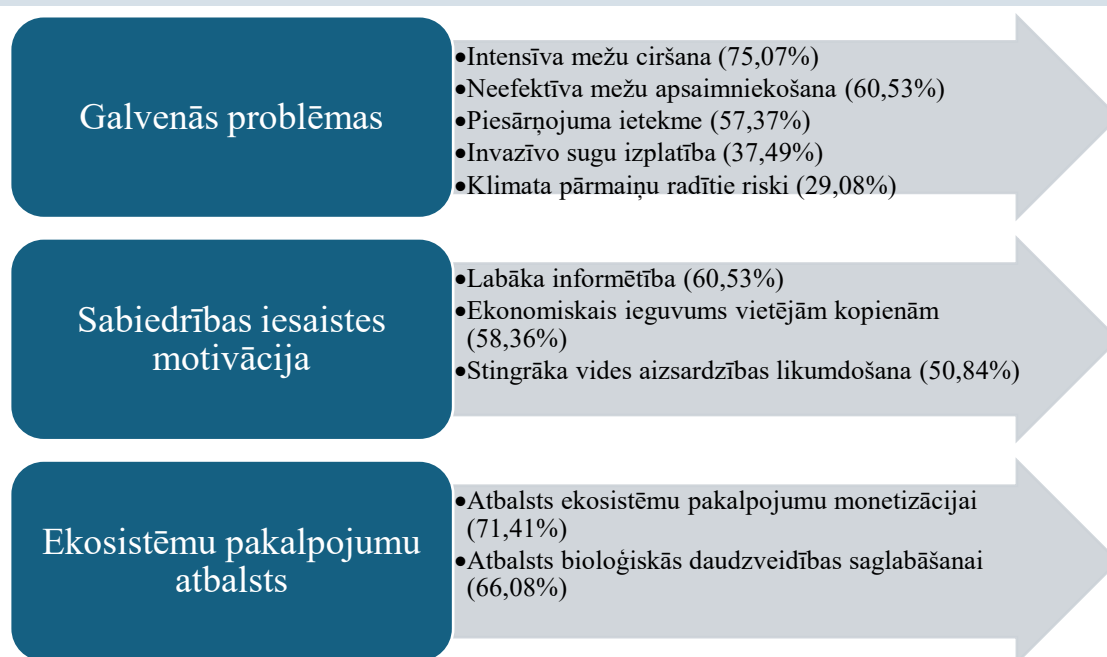 Galvenās problēmas
•Intensīva mežu ciršana (75,07%)
•Neefektīva mežu apsaimniekošana (60,53%)
•Piesārņojuma ietekme (57,37%)
•Invazīvo sugu izplatība (37,49%)
•Klimata pārmaiņu radītie riski (29,08%)
Sabiedrības iesaistes
motivācija
•Labāka informētība (60,53%)
•Ekonomiskais ieguvums vietējām kopienām
(58,36%)
•Stingrāka vides aizsardzības likumdošana (50,84%)
Ekosistēmu pakalpojumu
atbalsts
•Atbalsts ekosistēmu pakalpojumu monetizācijai
(71,41%)
•Atbalsts bioloģiskās daudzveidības saglabāšanai
(66,08%)